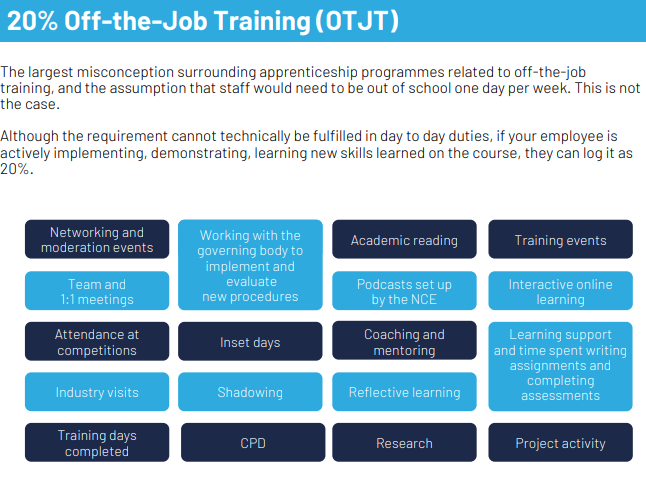 20% Off-the-Job Training (OTJT)
The largest misconception surrounding apprenticeship programmes related to off-the-job
training, and the assumption that staff would need to be out of school one day per week. This is not
the case.
Although the requirement cannot technically be fulfilled in day to day duties, if your employee is
actively implementing, demonstrating, learning new skills learned on the course, they can log it as
20%.
Networking and
moderation events
Working with the
governing body to
implement and
evaluate
new procedures
Academic reading
Training events
Team and
1:1 meetings
Podcasts set up
by the NCE
Interactive online
learning
Attendance at
competitions
Inset days
Coaching and
mentoring
Learning support
and time spent writing
assignments and
completing
assessments
Industry visits
Shadowing
Reflective learning
Training days
completed
CPD
Research
Project activity